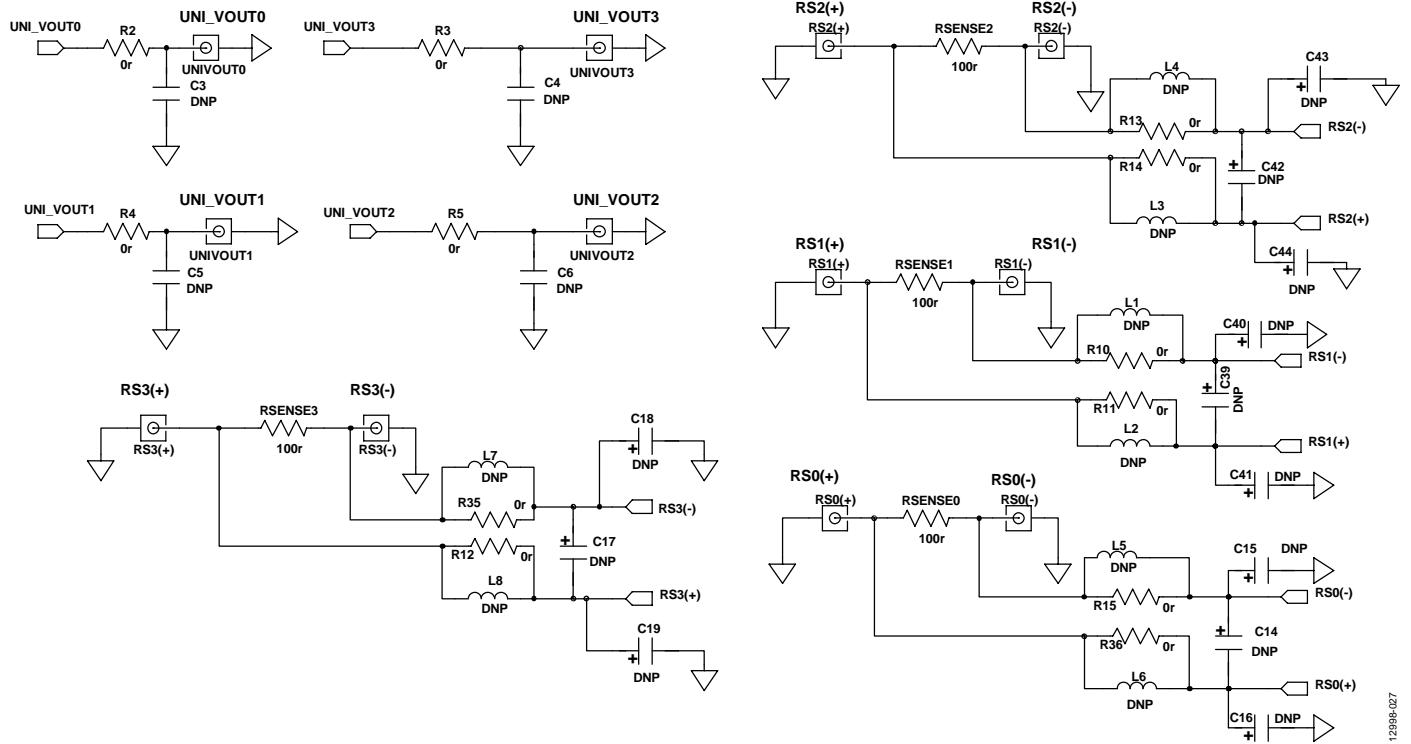 UNI_VOUT0
UNI_VOUT0
R2
0r
UNIVOUT0
C3
DNP
UNI_VOUT3
UNI_VOUT3
R3
0r
UNIVOUT3
C4
DNP
UNI_VOUT1
UNI_VOUT1
R4
0r
UNIVOUT1
C5
DNP
UNI_VOUT2
UNI_VOUT2
R5
0r
UNIVOUT2
C6
DNP
RS3(+)
RS3(-)
RSENSE3
100r
RS3(+)
RS3(-)
C18
+
DNP
L7
DNP
R35
0r
RS3(-)
+
C17
DNP
R12
0r
L8
DNP
RS3(+)
C19
+
DNP
RS2(+)
RS2(-)
RS2(+)
RSENSE2
RS2(-)
100r
C43
+
DNP
L4
DNP
R13
0r
RS2(-)
R14
0r
+
C42
DNP
L3
DNP
RS2(+)
C44
+
DNP
RS1(+)
RS1(-)
RS1(+)
RSENSE1
RS1(-)
100r
L1
DNP
C40
DNP
+
R10
0r
RS1(-)
+
C39
DNP
R11
0r
L2
DNP
RS1(+)
C41
DNP
+
RS0(+)
RS0(-)
RS0(+)
RSENSE0
RS0(-)
100r
L5
DNP
C15
DNP
+
R15
0r
RS0(-)
+
C14
DNP
R36
0r
L6
DNP
RS0(+)
C16
DNP
+
12998-027